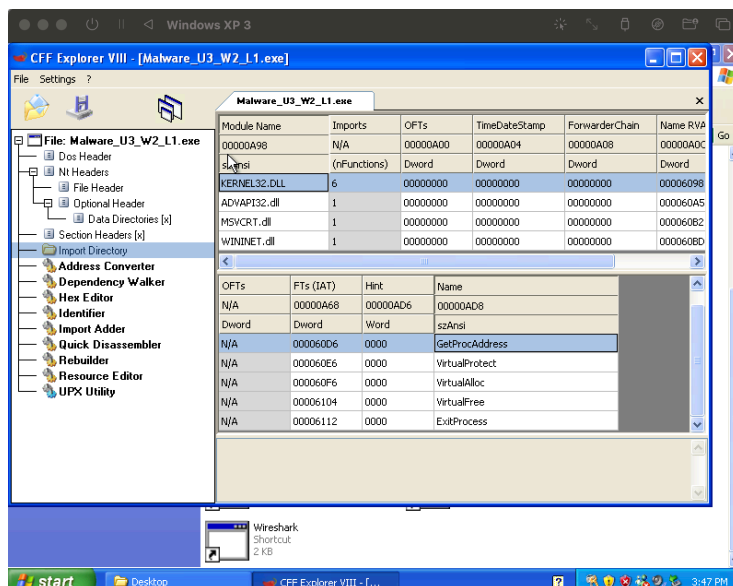 Windows XP 3
CFF Explorer VIII - [Malware_U3_W2_L1.exe]
File Settings ?
Malware_U3_W2_L1.exe
Go
File: Malware_U3_W2_L1.exe
Dos Header
Nt Headers
File Header
Optional Header
Data Directories [x]
Section Headers [x]
Import Directory
Address Converter
Dependency Walker
Hex Editor
Identifier
Import Adder
Quick Disassembler
Rebuilder
Resource Editor
UPX Utility
Module Name Imports OFTs TimeDateStamp ForwarderChain Name RVA
00000A98 N/A 00000A00 00000A04 00000A08 00000A0C
szAnsi (nFunctions) Dword Dword Dword Dword
KERNEL32.DLL 6 00000000 00000000 00000000 00006098
ADVAPI32.dll 1 00000000 00000000 00000000 000060A5
MSVCRT.dll 1 00000000 00000000 00000000 000060B2
WININET.dll 1 00000000 00000000 00000000 000060BD
OFTs FTs (IAT) Hint Name
N/A 00000A68 00000AD6 00000AD8
Dword Dword Word szAnsi
N/A 000060D6 0000 GetProcAddress
N/A 000060E6 0000 VirtualProtect
N/A 000060F6 0000 VirtualAlloc
N/A 00006104 0000 VirtualFree
N/A 00006112 0000 ExitProcess
Wireshark
Shortcut
2 KB
start Desktop CFF Explorer VIII - [... 3:47 PM